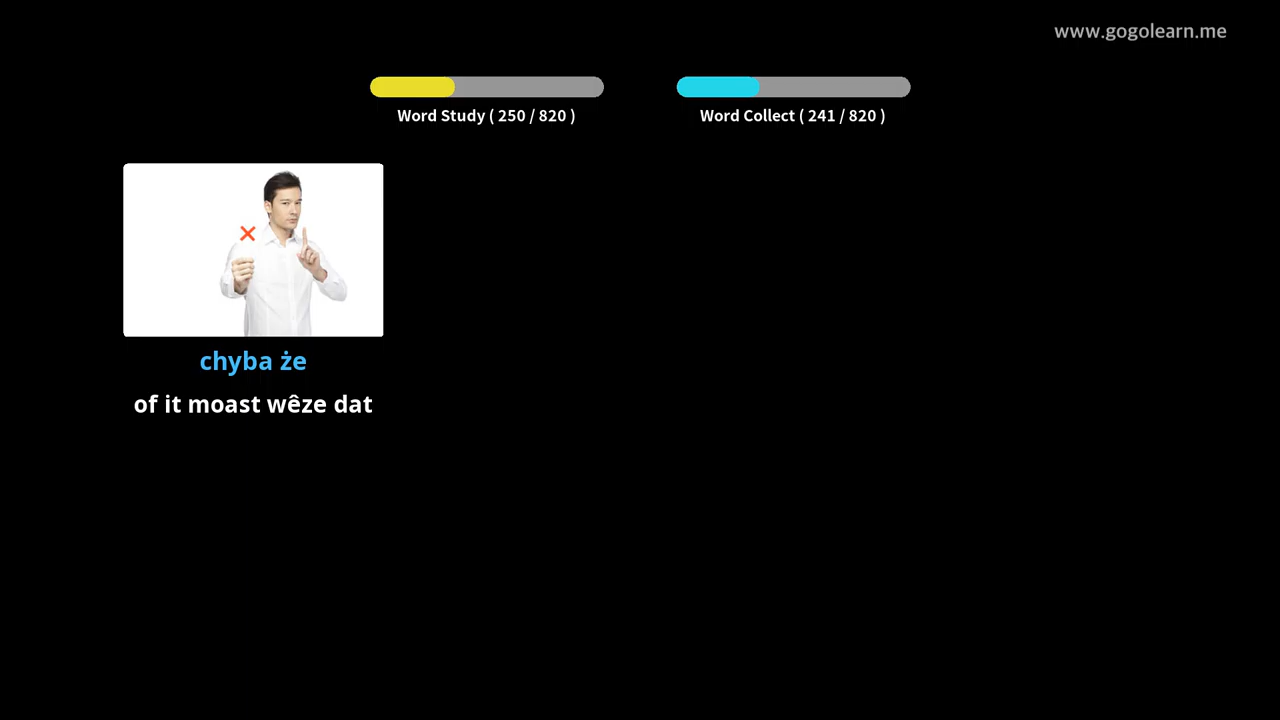 www.gogolearn.me
Word Study ( 250 / 820 )
Word Collect ( 241 / 820 )
chyba że
of it moast wêze dat